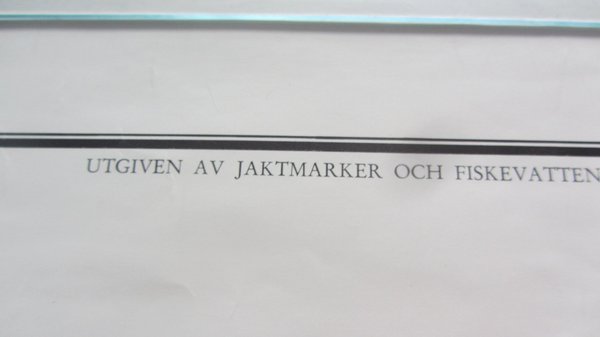 UTGIVEN AV JAKTMARKER OCH FISKEVATTEN